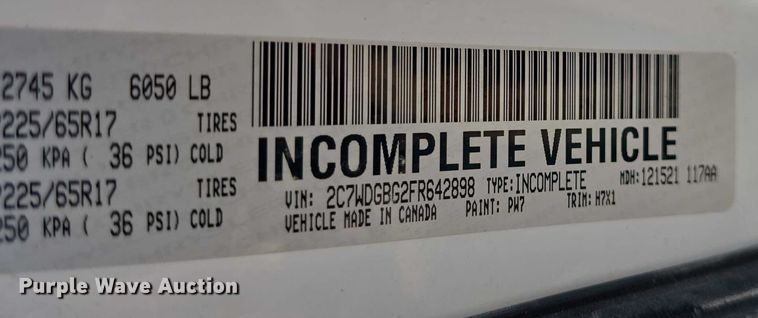 2745 KG 6050 LB
P225/65R17 TIRES
250 KPA ( 36 PSI) COLD
P225/65R17 TIRES
250 KPA ( 36 PSI) COLD
INCOMPLETE VEHICLE
VIN: 2C7WDGBG2FR642898 TYPE:INCOMPLETE MDH:121521 117AA
VEHICLE MADE IN CANADA PAINT: PW7 TRIM: H7X1
Purple Wave Auction